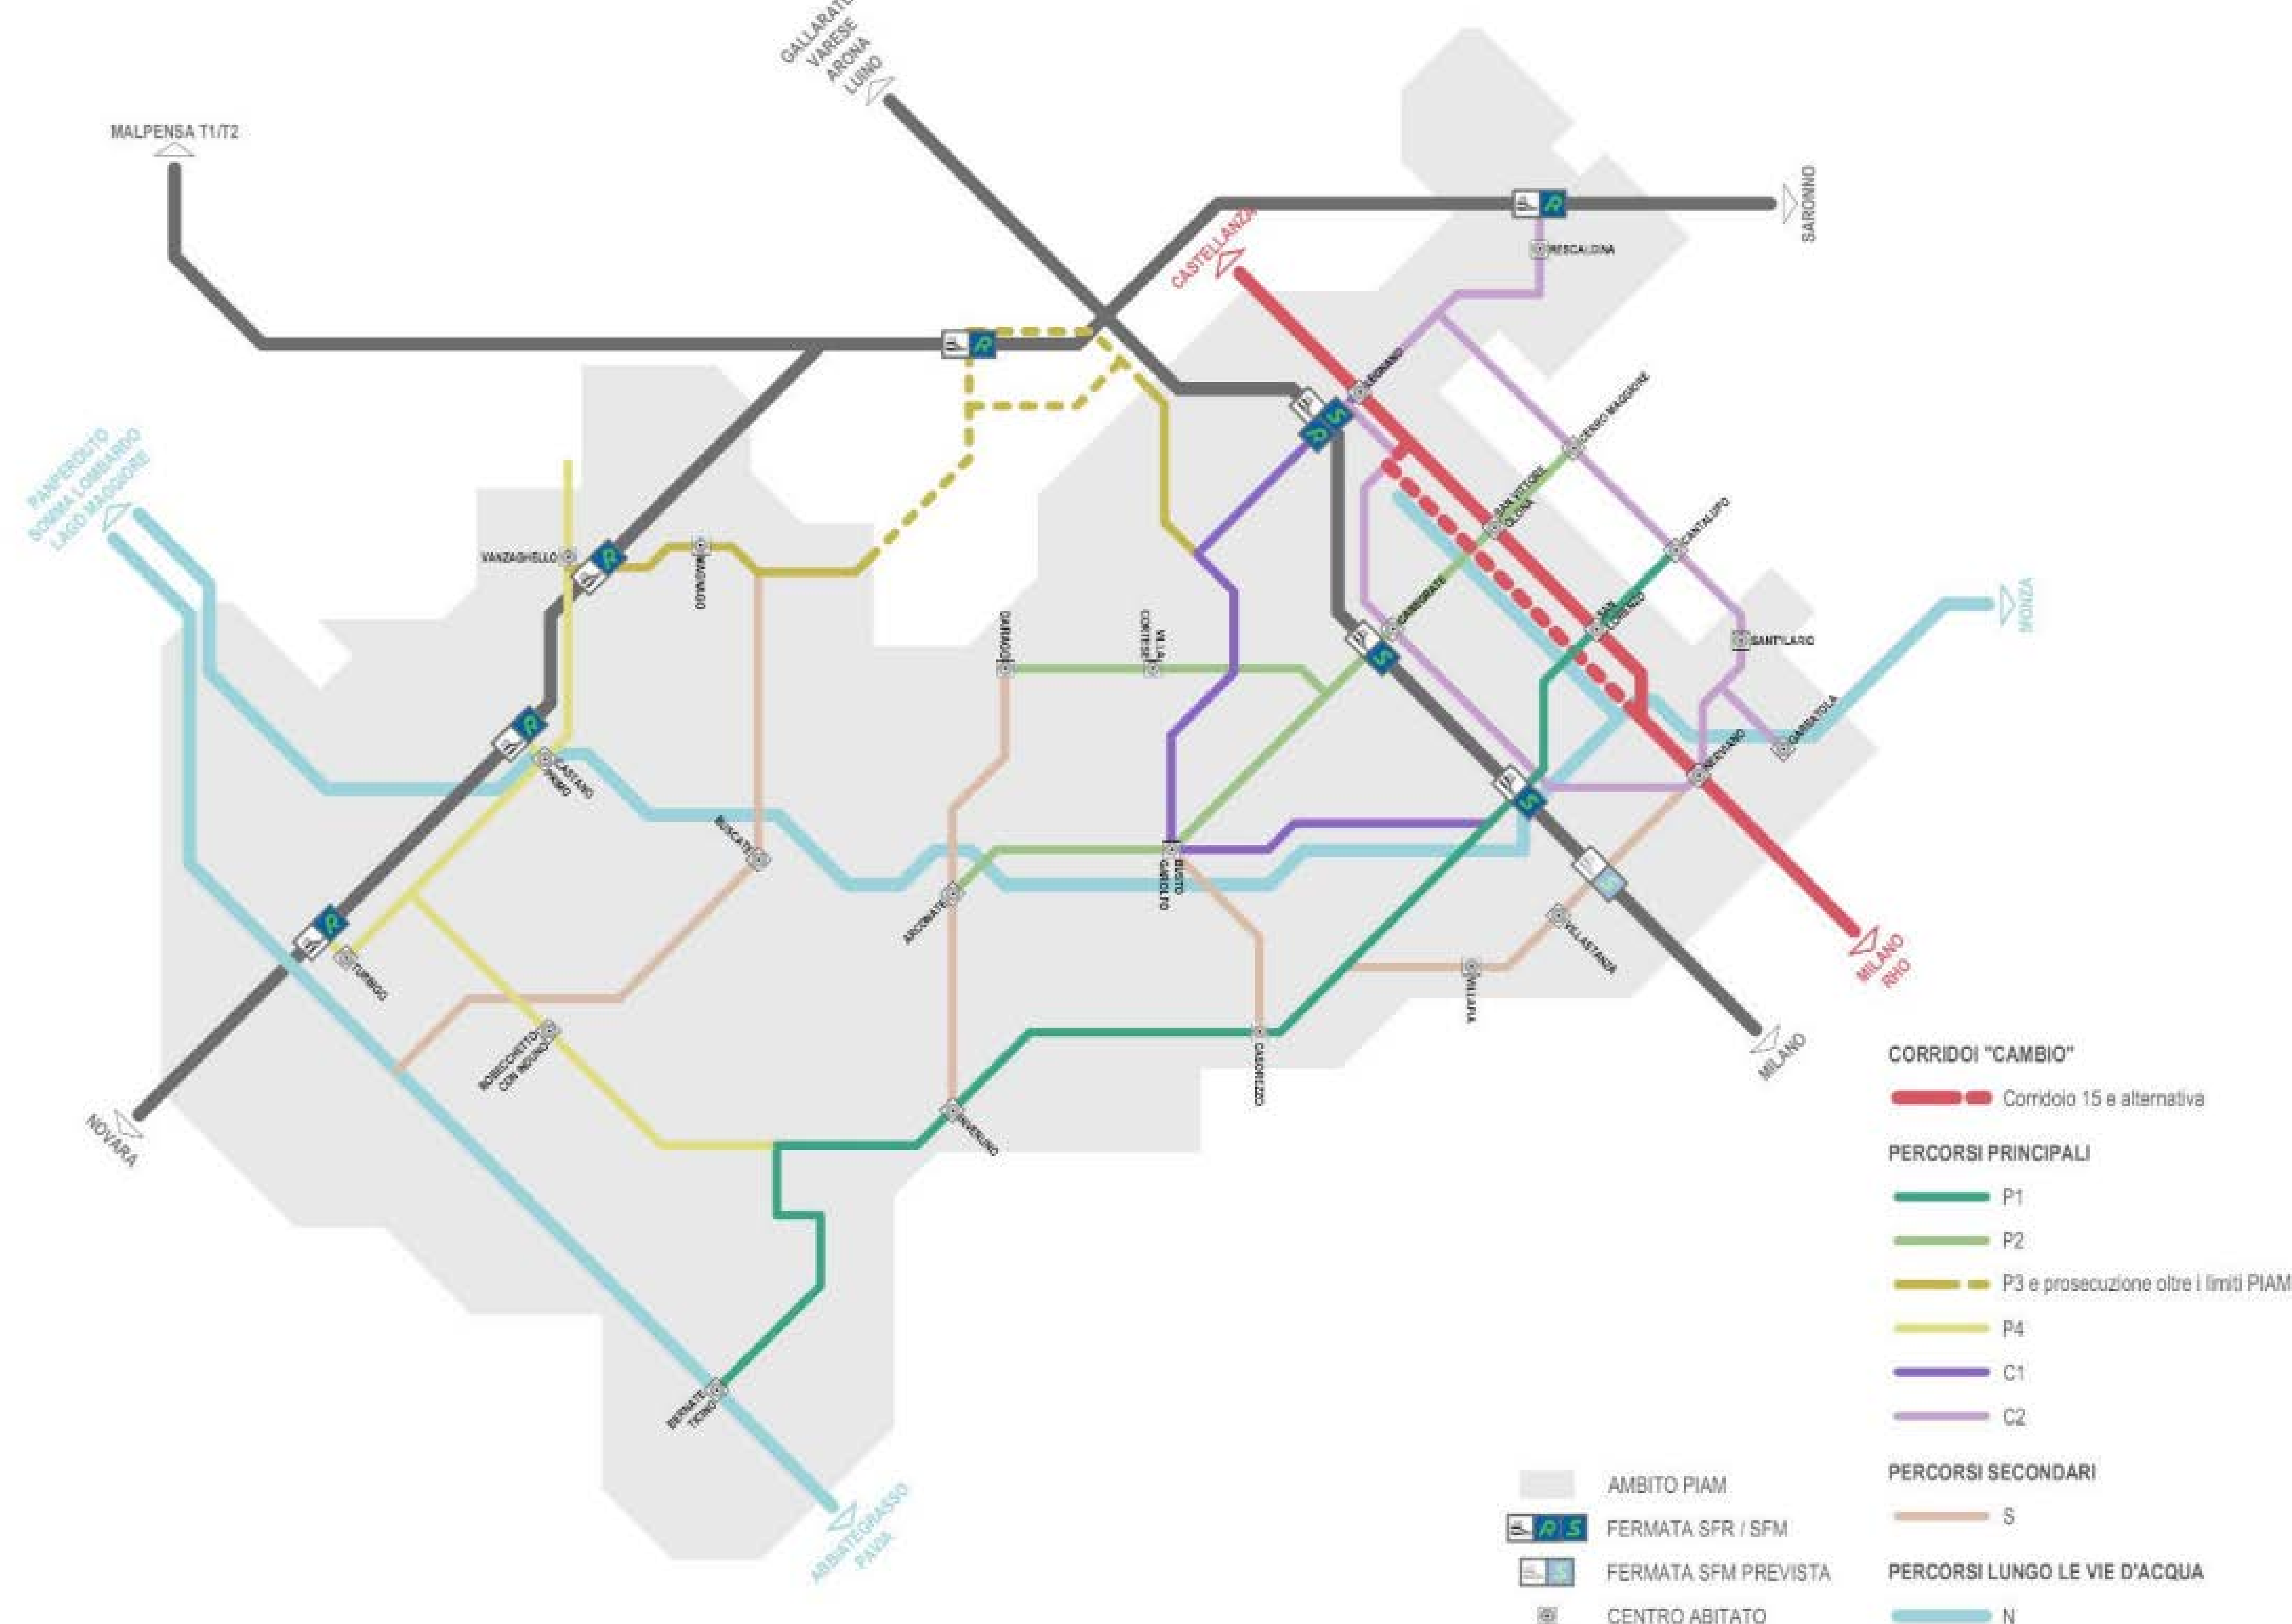 GALLARATE
VARESE
ARONA
LUINO
MALPENSA T1/T2
SARONNO
CASTELLANZA
RESCALDINA
LEGNANO
CERRO MAGGIORE
PANPERDUTO
SOMMA LOMBARDO
LAGO MAGGIORE
SAN VITTORE
OLONA
CANTALUPO
VANZAGHELLO
MAGNAGO
CANEGRATE
SAN
LORENZO
MONZA
DAIRAGO
VILLA
CORTESE
SANT'ILARIO
GARBATOLA
NERVIANO
CASTANO
PRIMO
BUSCATE
BUSTO
GAROLFO
ARCONATE
VILLASTANZA
TURBIGO
VILLAPIA
MILANO
RHO
ROBECCHETTO
CON INDUNO
CASOREZZO
MILANO
INVERUNO
NOVARA
BERNATE
TICINO
ABBIATEGRASSO
PAVIA
CORRIDOI "CAMBIO"
Corridoio 15 e alternativa
PERCORSI PRINCIPALI
P1
P2
P3 e prosecuzione oltre i limiti PIAM
P4
C1
C2
PERCORSI SECONDARI
S
PERCORSI LUNGO LE VIE D'ACQUA
N
AMBITO PIAM
R S FERMATA SFR / SFM
S FERMATA SFM PREVISTA
CENTRO ABITATO